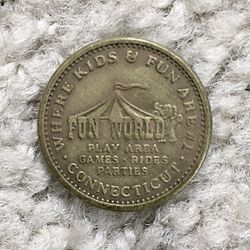 · WHERE KIDS & FUN ARE #1 ·
FUN WORLD
PLAY AREA
GAMES · RIDES
PARTIES
CONNECTICUT